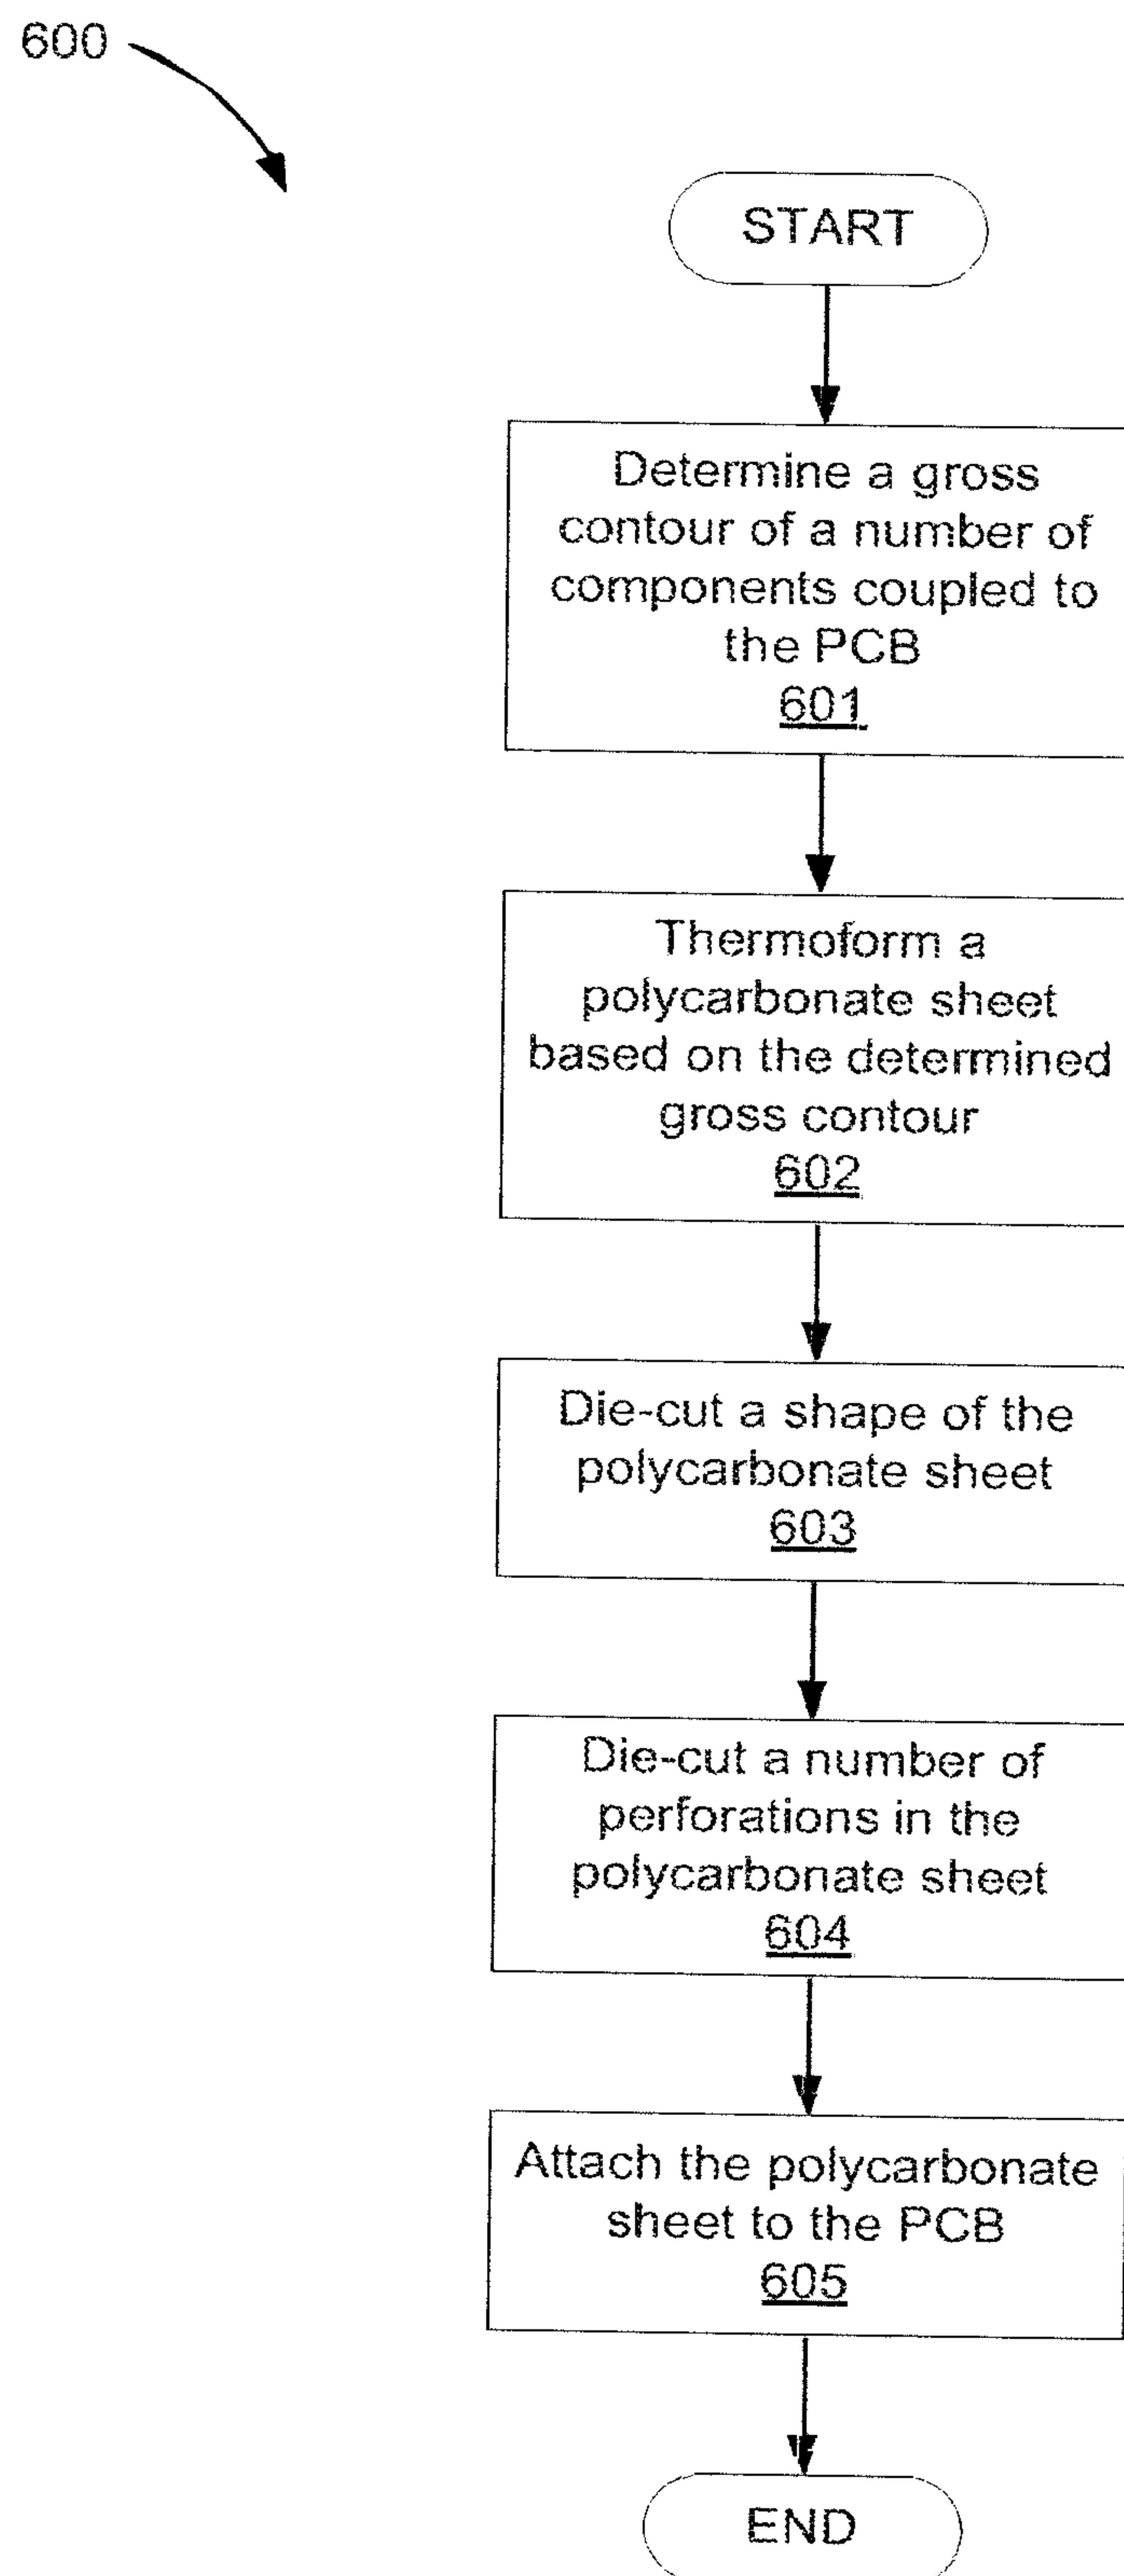 600
START
Determine a gross
contour of a number of
components coupled to
the PCB
601
Thermoform a
polycarbonate sheet
based on the determined
gross contour
602
Die-cut a shape of the
polycarbonate sheet
603
Die-cut a number of
perforations in the
polycarbonate sheet
604
Attach the polycarbonate
sheet to the PCB
605
END